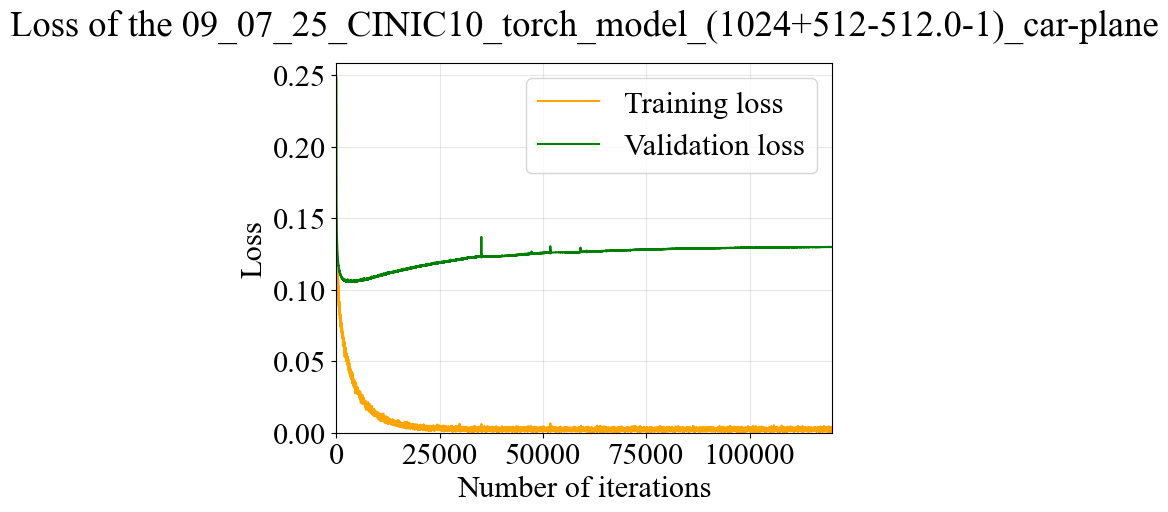 Loss of the 09_07_25_CINIC10_torch_model_(1024+512-512.0-1)_car-plane
0.25
0.20
0.15
0.10
0.05
0.00
Loss
Training loss
Validation loss
0 25000 50000 75000 100000
Number of iterations